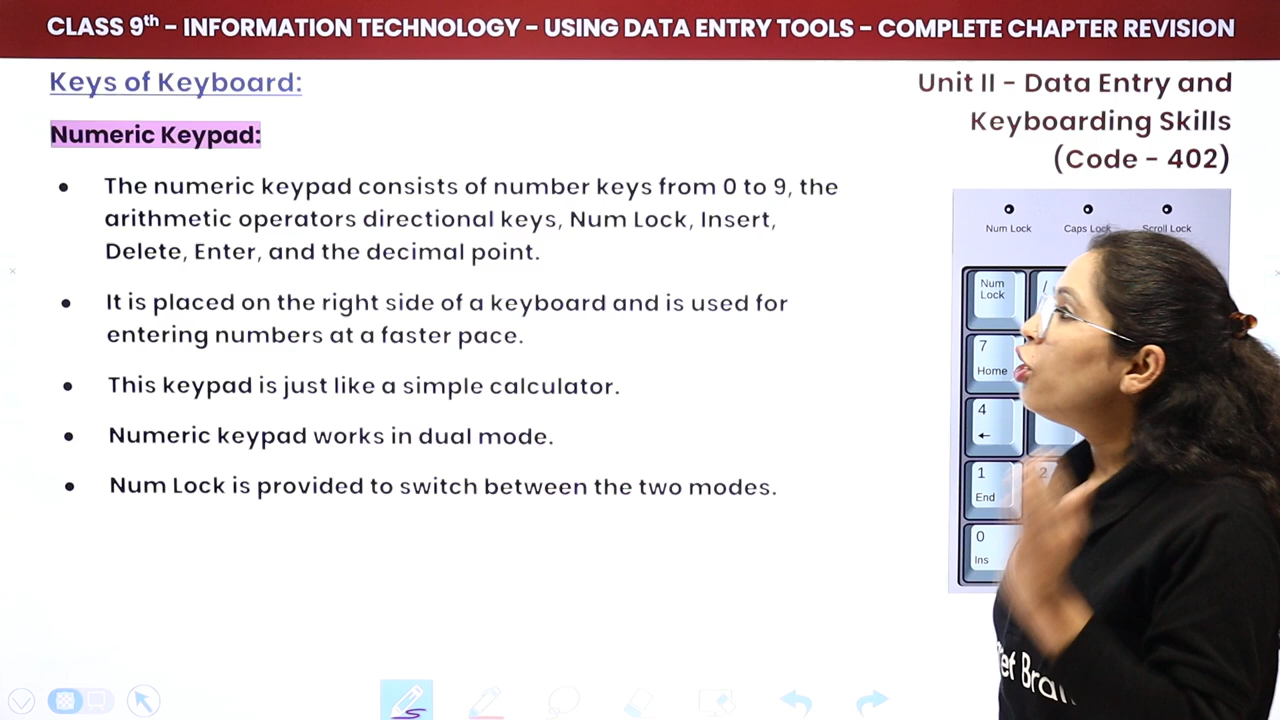 CLASS 9th - INFORMATION TECHNOLOGY - USING DATA ENTRY TOOLS - COMPLETE CHAPTER REVISION
Keys of Keyboard:
Unit II - Data Entry and
Keyboarding Skills
(Code - 402)
Numeric Keypad:
• The numeric keypad consists of number keys from 0 to 9, the
arithmetic operators directional keys, Num Lock, Insert,
Delete, Enter, and the decimal point.
• It is placed on the right side of a keyboard and is used for
entering numbers at a faster pace.
• This keypad is just like a simple calculator.
• Numeric keypad works in dual mode.
• Num Lock is provided to switch between the two modes.
Num Lock Caps Lock Scroll Lock
Num
Lock
/
7
Home
4
←
1
End
2
0
Ins